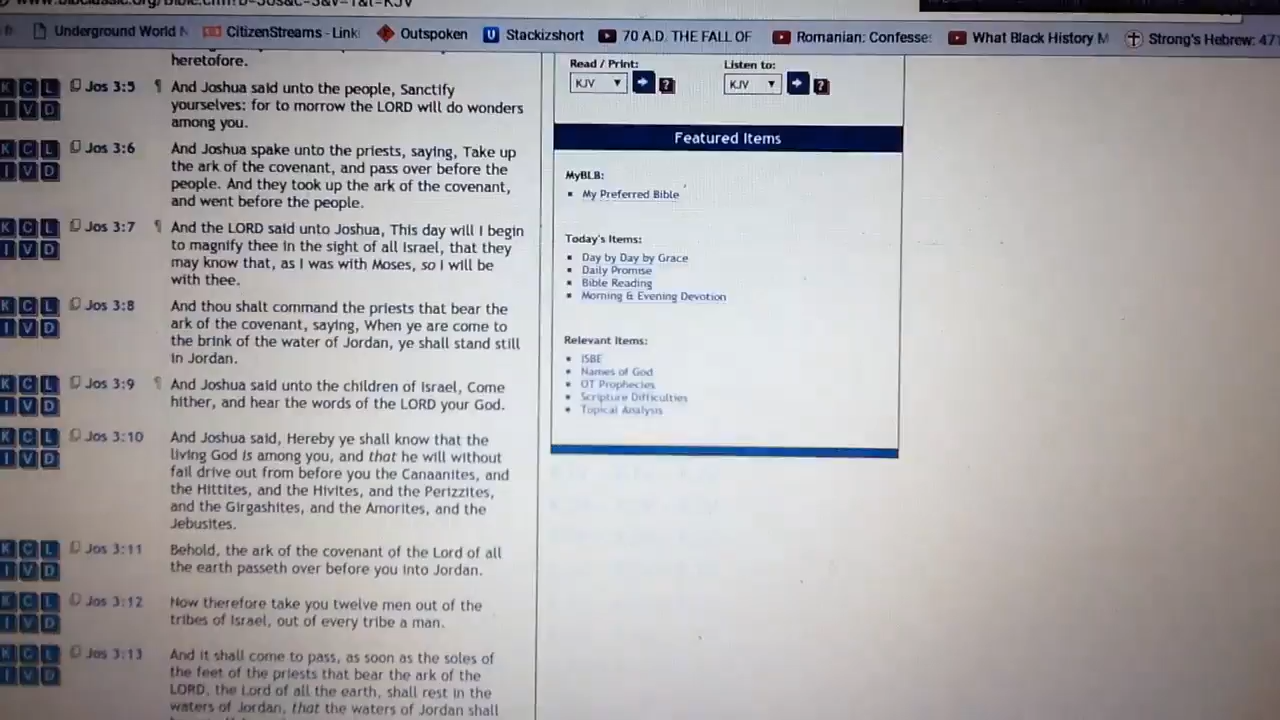 Underground World N
CitizenStreams - Link
Outspoken
Stackizshort
70 A.D. THE FALL OF
Romanian: Confesse:
What Black History M
Strong's Hebrew: 47
heretofore.
K C L Jos 3:5 ¶ And Joshua said unto the people, Sanctify
I V D yourselves: for to morrow the LORD will do wonders
among you.
K C L Jos 3:6 And Joshua spake unto the priests, saying, Take up
I V D the ark of the covenant, and pass over before the
people. And they took up the ark of the covenant,
and went before the people.
K C L Jos 3:7 ¶ And the LORD said unto Joshua, This day will I begin
I V D to magnify thee in the sight of all Israel, that they
may know that, as I was with Moses, so I will be
with thee.
K C L Jos 3:8 And thou shalt command the priests that bear the
I V D ark of the covenant, saying, When ye are come to
the brink of the water of Jordan, ye shall stand still
in Jordan.
K C L Jos 3:9 ¶ And Joshua said unto the children of Israel, Come
I V D hither, and hear the words of the LORD your God.
K C L Jos 3:10 And Joshua said, Hereby ye shall know that the
I V D living God is among you, and that he will without
fail drive out from before you the Canaanites, and
the Hittites, and the Hivites, and the Perizzites,
and the Girgashites, and the Amorites, and the
Jebusites.
K C L Jos 3:11 Behold, the ark of the covenant of the Lord of all
I V D the earth passeth over before you into Jordan.
K C L Jos 3:12 Now therefore take you twelve men out of the
I V D tribes of Israel, out of every tribe a man.
K C L Jos 3:13 And it shall come to pass, as soon as the soles of
I V D the feet of the priests that bear the ark of the
LORD, the Lord of all the earth, shall rest in the
waters of Jordan, that the waters of Jordan shall
Read / Print:
KJV ?
Listen to:
KJV ?
Featured Items
MyBLB:
My Preferred Bible
Today's Items:
Day by Day by Grace
Daily Promise
Bible Reading
Morning & Evening Devotion
Relevant Items:
ISBE
Names of God
OT Prophecies
Scripture Difficulties
Topical Analysis